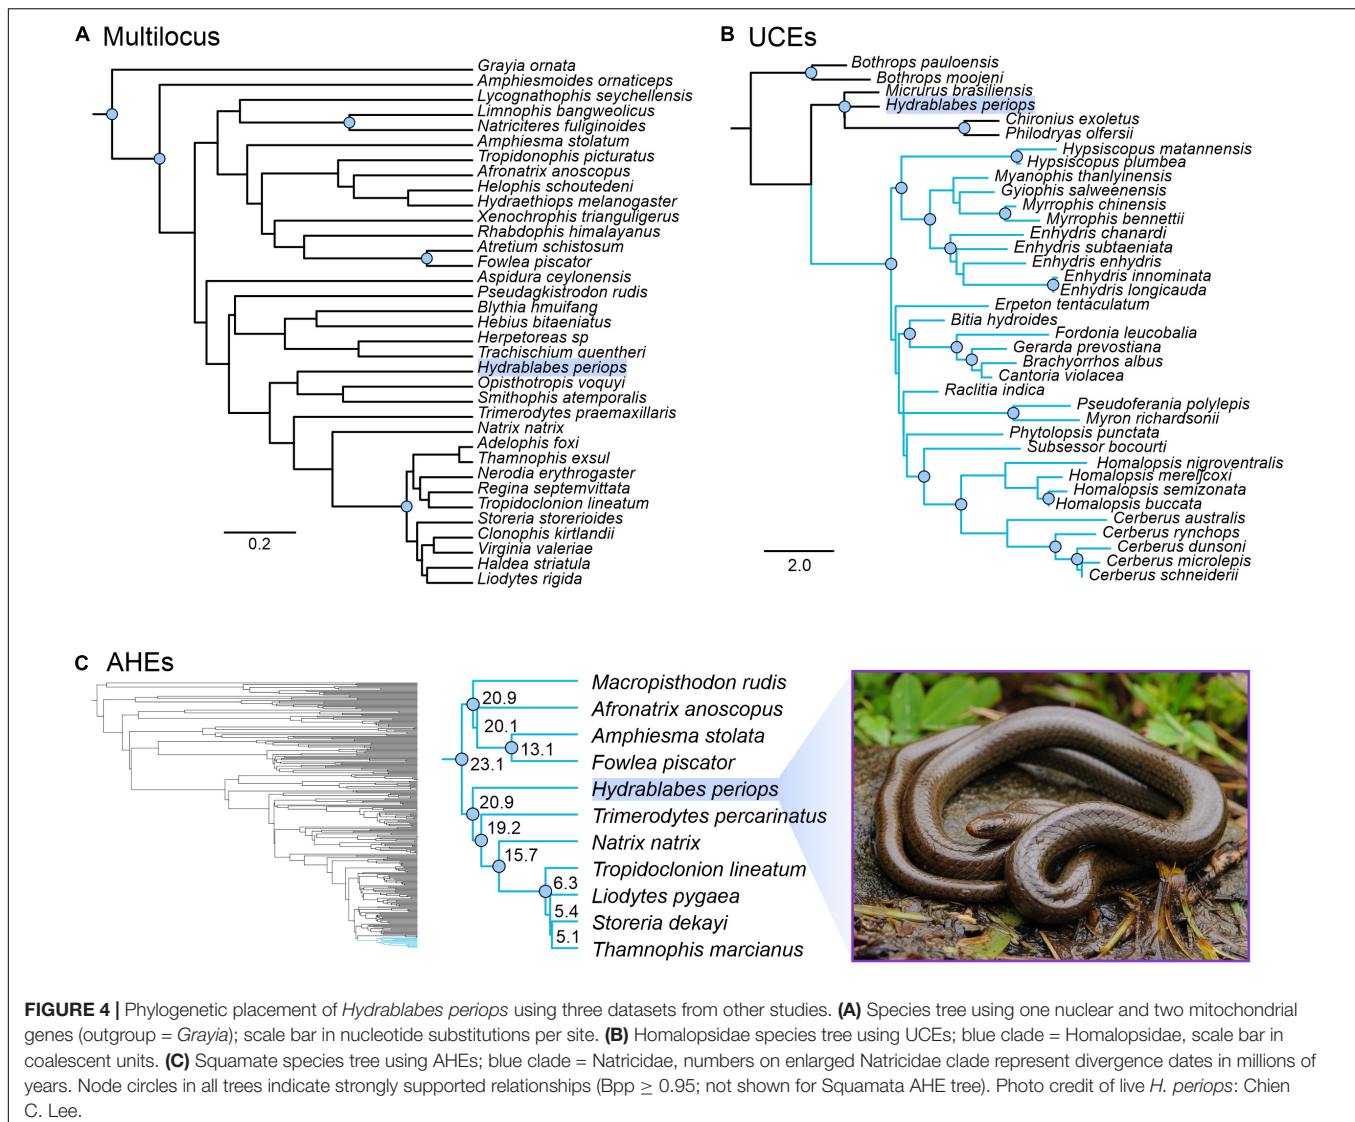 A Multilocus
Grayia ornata
Amphiesmoides ornaticeps
Lycognathophis seychellensis
Limnophis bangweolicus
Natriciteres fuliginoides
Amphiesma stolatum
Tropidonophis picturatus
Afronatrix anoscopus
Helophis schoutedeni
Hydraethiops melanogaster
Xenochrophis trianguligerus
Rhabdophis himalayanus
Atretium schistosum
Fowlea piscator
Aspidura ceylonensis
Pseudagkistrodon rudis
Blythia hmuifang
Hebius bitaeniatus
Herpetoreas sp
Trachischium guentheri
Hydrablabes periops
Opisthotropis voquyi
Smithophis atemporalis
Trimerodytes praemaxillaris
Natrix natrix
Adelophis foxi
Thamnophis exsul
Nerodia erythrogaster
Regina septemvittata
Tropidoclonion lineatum
Storeria storerioides
Clonophis kirtlandii
Virginia valeriae
Haldea striatula
Liodytes rigida
0.2
B UCEs
Bothrops pauloensis
Bothrops moojeni
Micrurus brasiliensis
Hydrablabes periops
Chironius exoletus
Philodryas olfersii
Hypsiscopus matannensis
Hypsiscopus plumbea
Myanophis thanlyinensis
Gyiophis salweenensis
Myrrophis chinensis
Myrrophis bennettii
Enhydris chanardi
Enhydris subtaeniata
Enhydris enhydris
Enhydris innominata
Enhydris longicauda
Erpeton tentaculatum
Bitia hydroides
Fordonia leucobalia
Gerarda prevostiana
Brachyorrhos albus
Cantoria violacea
Raclitia indica
Pseudoferania polylepis
Myron richardsonii
Phytolopsis punctata
Subsessor bocourti
Homalopsis nigroventralis
Homalopsis mereljcoxi
Homalopsis semizonata
Homalopsis buccata
Cerberus australis
Cerberus rynchops
Cerberus dunsoni
Cerberus microlepis
Cerberus schneiderii
2.0
C AHEs
Macropisthodon rudis
20.9
Afronatrix anoscopus
20.1
Amphiesma stolata
13.1
Fowlea piscator
23.1
Hydrablabes periops
20.9
Trimerodytes percarinatus
19.2
Natrix natrix
15.7
Tropidoclonion lineatum
6.3
Liodytes pygaea
5.4
Storeria dekayi
5.1
Thamnophis marcianus
FIGURE 4 | Phylogenetic placement of Hydrablabes periops using three datasets from other studies. (A) Species tree using one nuclear and two mitochondrial
genes (outgroup = Grayia); scale bar in nucleotide substitutions per site. (B) Homalopsidae species tree using UCEs; blue clade = Homalopsidae, scale bar in
coalescent units. (C) Squamate species tree using AHEs; blue clade = Natricidae, numbers on enlarged Natricidae clade represent divergence dates in millions of
years. Node circles in all trees indicate strongly supported relationships (Bpp ≥ 0.95; not shown for Squamata AHE tree). Photo credit of live H. periops: Chien
C. Lee.